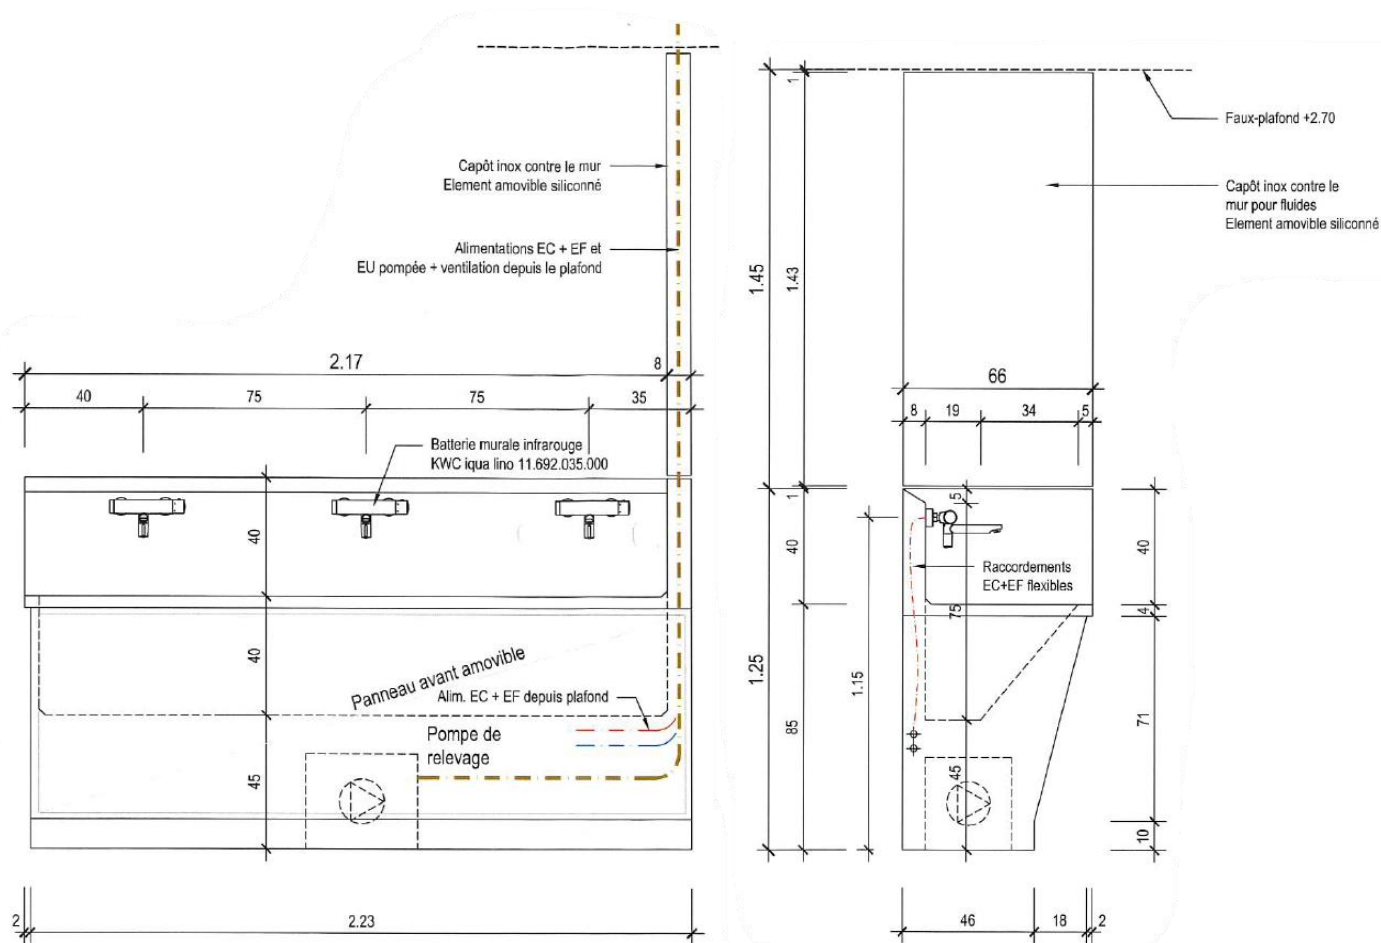 Capôt inox contre le mur
Element amovible siliconné
Alimentations EC + EF et
EU pompée + ventilation depuis le plafond
2.17
8
40
75
75
35
Batterie murale infrarouge
KWC iqua lino 11.692.035.000
40
40
Panneau avant amovible
Alim. EC + EF depuis plafond
Pompe de
relevage
45
2
2.23
Faux-plafond +2.70
Capôt inox contre le
mur pour fluides
Element amovible siliconné
1
1.45
1.43
66
8
19
34
5
1
5
40
40
Raccordements
EC+EF flexibles
4
75
1.25
1.15
85
71
45
10
46
18
2